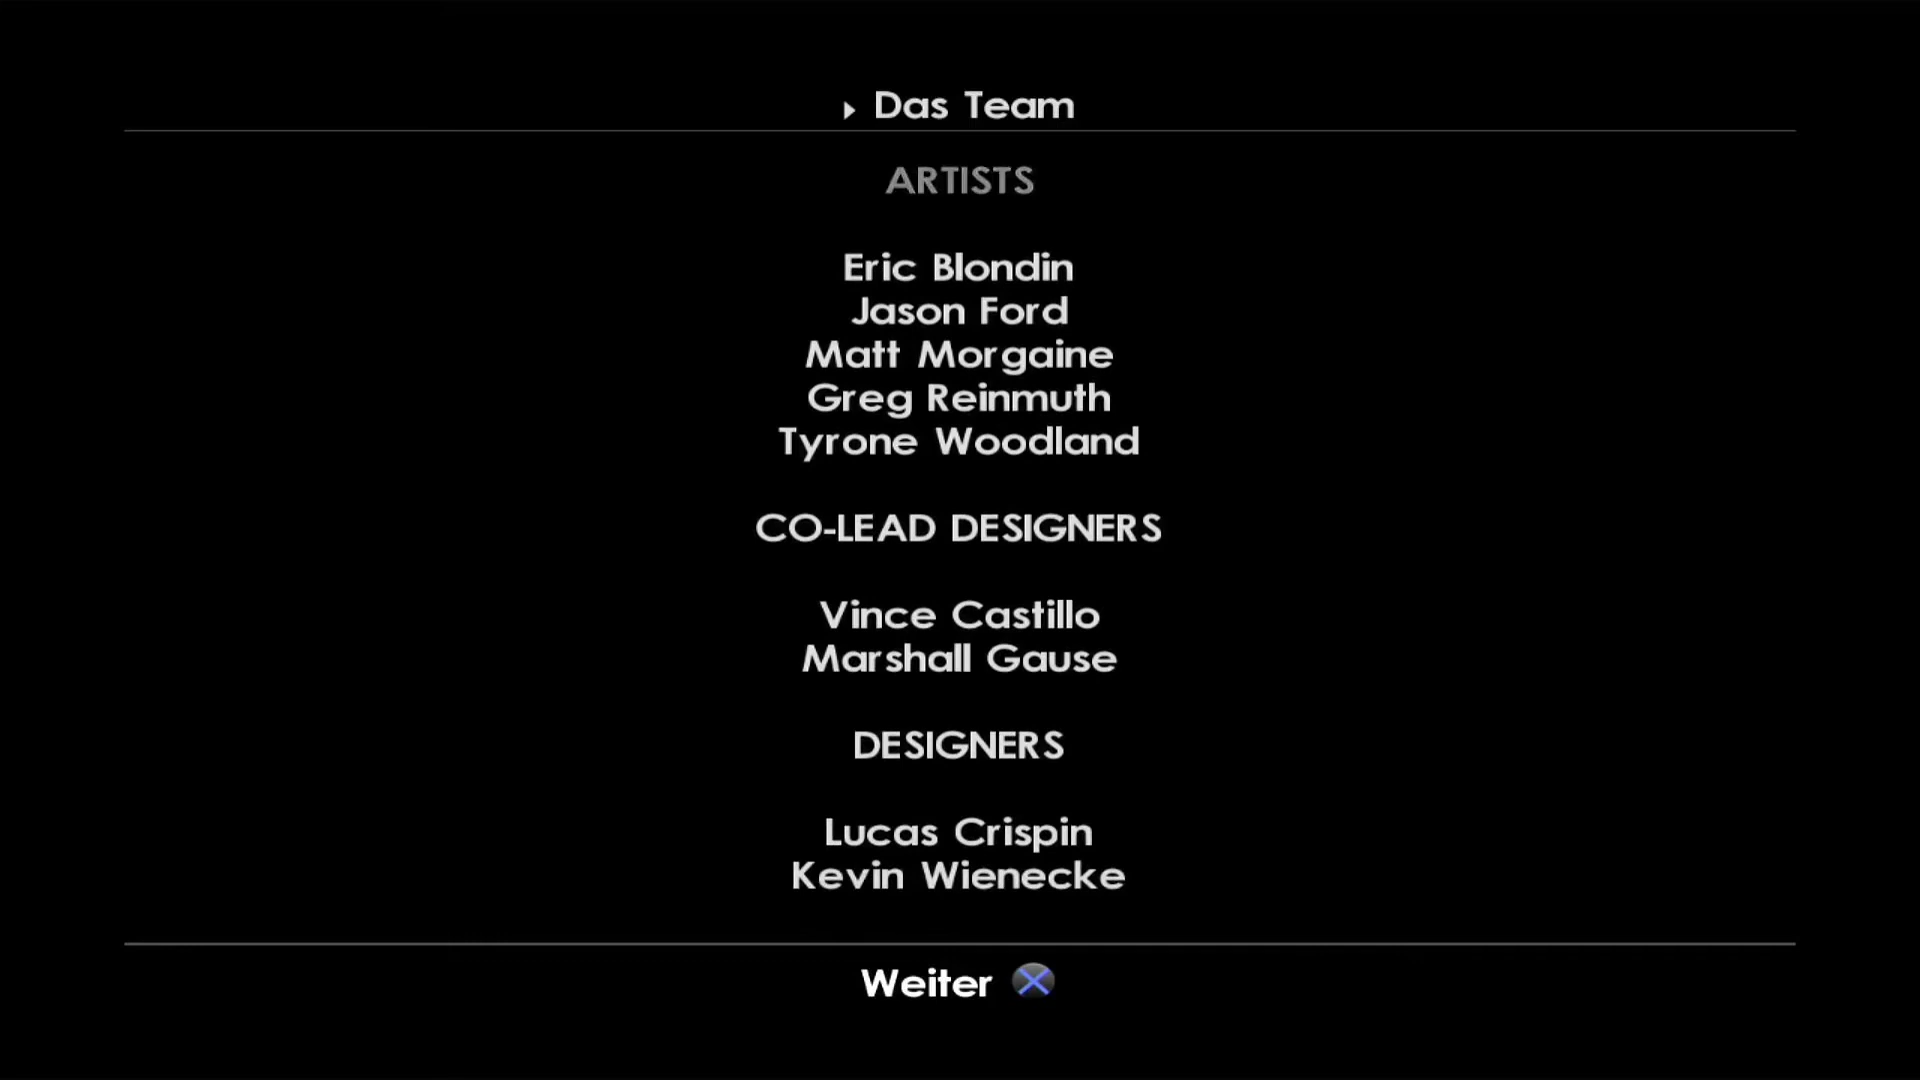 Das Team
ARTISTS
Eric Blondin
Jason Ford
Matt Morgaine
Greg Reinmuth
Tyrone Woodland
CO-LEAD DESIGNERS
Vince Castillo
Marshall Gause
DESIGNERS
Lucas Crispin
Kevin Wienecke
Weiter